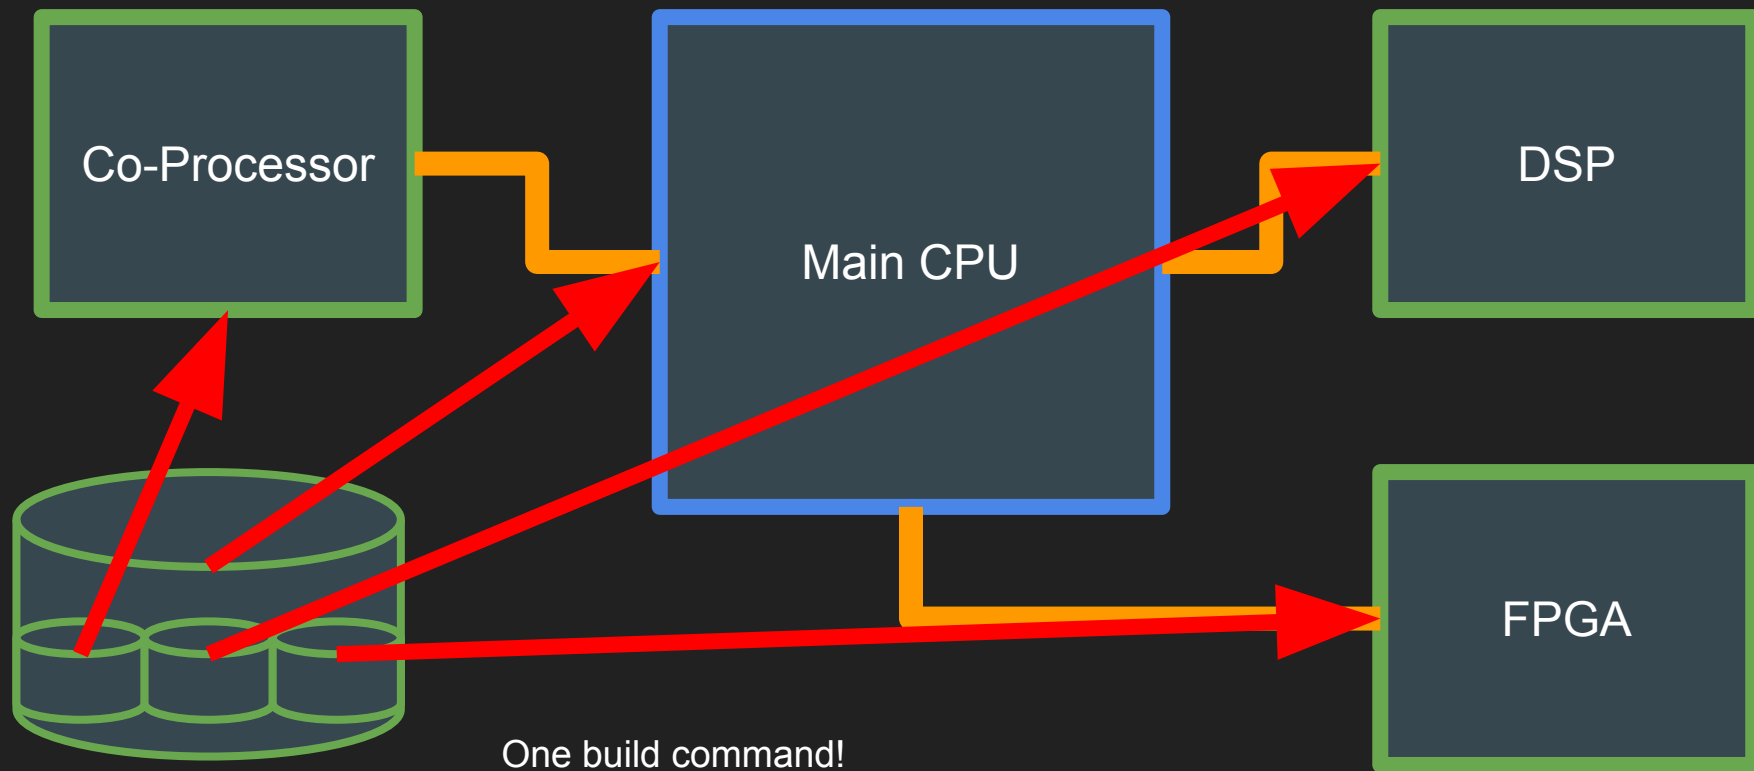 Co-Processor
Main CPU
DSP
FPGA
One build command!